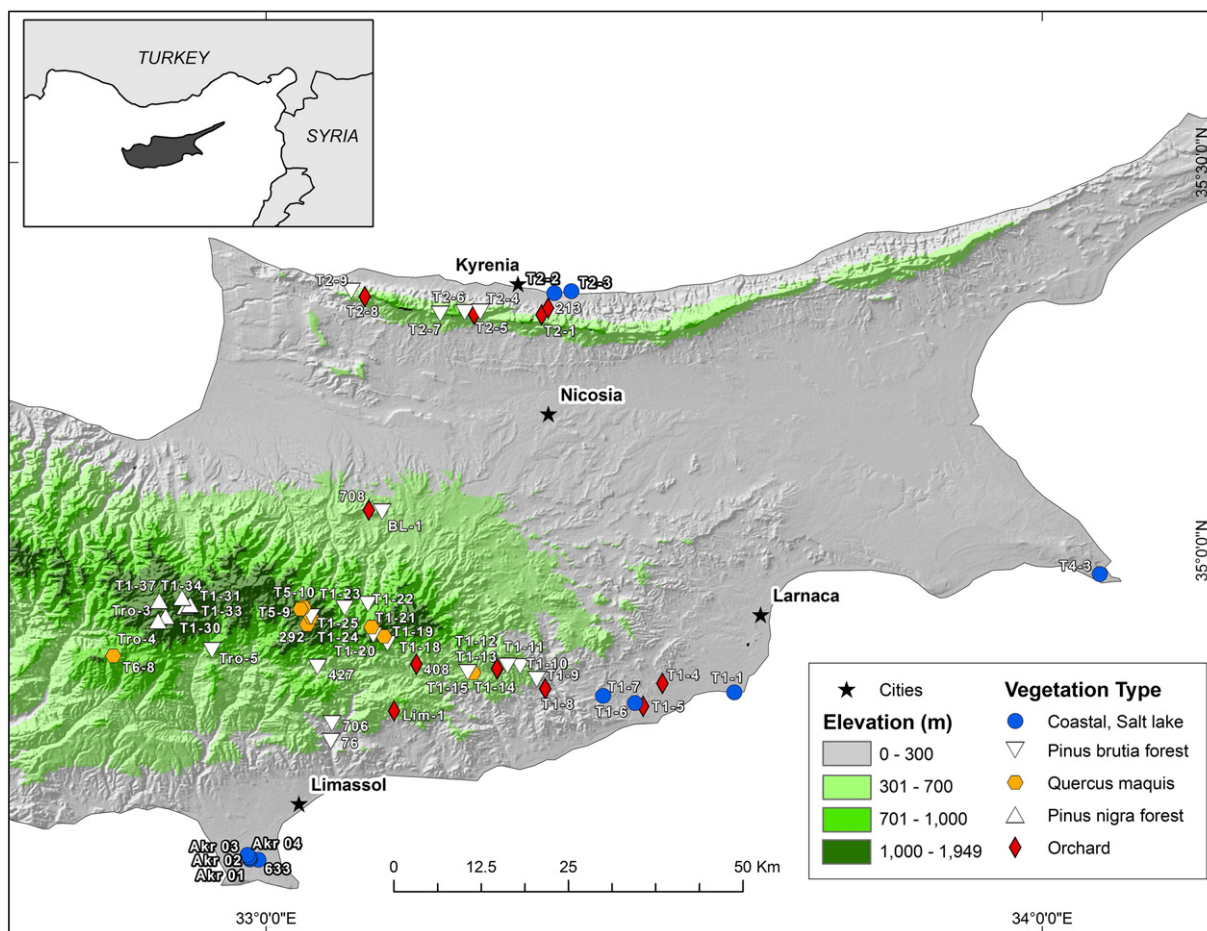 TURKEY
SYRIA
35°30'0"N
Kyrenia
T2-2
T2-3
T2-9
T2-6
T2-4
213
T2-8
T2-7
T2-5
T2-1
Nicosia
708
BL-1
35°0'0"N
T4-3
T1-37
T1-34
T5-10
T1-23
T1-31
T1-22
Larnaca
Tro-3
T1-33
T5-9
T1-25
T1-21
T1-30
T1-19
Tro-4
292
T1-24
T1-18
T1-12
T1-11
Tro-5
T1-20
T1-13
T1-10
T6-8
427
408
T1-9
T1-4
T1-15
T1-14
T1-7
T1-1
T1-8
T1-6
T1-5
Lim-1
706
76
Limassol
Akr 03
Akr 04
Akr 02
Akr 01
633
0 12.5 25 50 Km
Cities
Elevation (m)
0 - 300
301 - 700
701 - 1,000
1,000 - 1,949
Vegetation Type
Coastal, Salt lake
Pinus brutia forest
Quercus maquis
Pinus nigra forest
Orchard
33°0'0"E
34°0'0"E